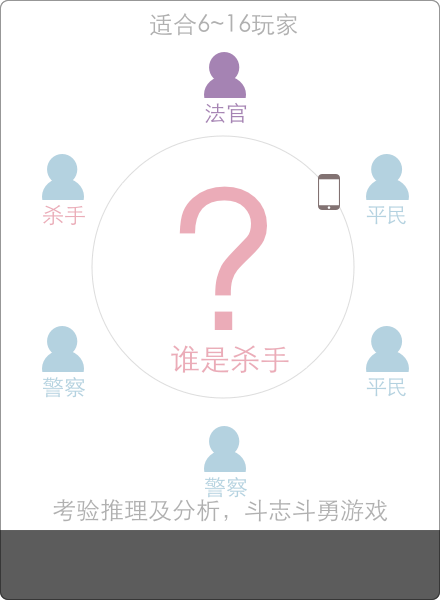 适合6~16玩家
法官
杀手
平民
?
谁是杀手
警察
平民
警察
考验推理及分析，斗志斗勇游戏